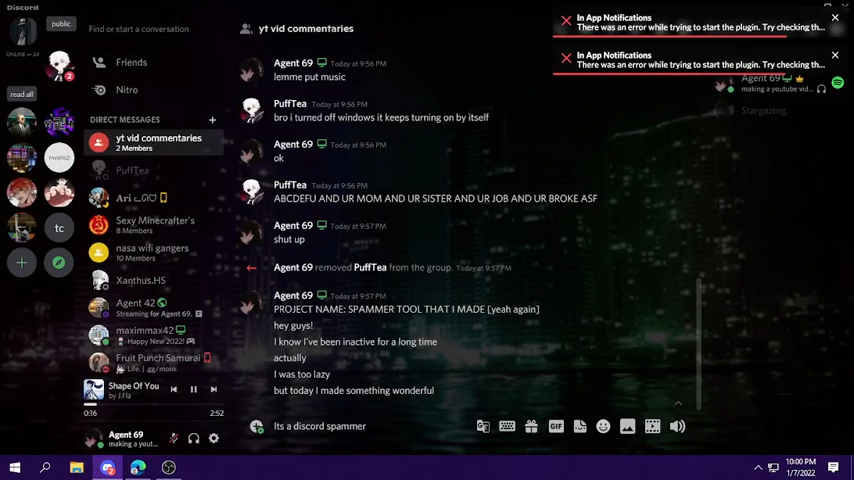 Discord
public
ONLINE — 24
2
read all
nwaho2
tc
Find or start a conversation
Friends
Nitro
DIRECT MESSAGES
yt vid commentaries
2 Members
PuffTea
Sexy Minecrafter's
8 Members
nasa wifi gangers
10 Members
Xanthus.HS
Agent 42
Streaming for Agent 69.
maximmax42
Happy New 2022!
Fruit Punch Samurai
Life. | .gg/monk
Shape Of You
by J.Fla
0:16
2:52
Agent 69
making a yout...
yt vid commentaries
Agent 69 Today at 9:56 PM
lemme put music
PuffTea Today at 9:56 PM
bro i turned off windows it keeps turning on by itself
Agent 69 Today at 9:56 PM
ok
PuffTea Today at 9:56 PM
ABCDEFU AND UR MOM AND UR SISTER AND UR JOB AND UR BROKE ASF
Agent 69 Today at 9:57 PM
shut up
Agent 69 removed PuffTea from the group. Today at 9:57 PM
Agent 69 Today at 9:57 PM
PROJECT NAME: SPAMMER TOOL THAT I MADE [yeah again]
hey guys!
I know I've been inactive for a long time
actually
I was too lazy
but today I made something wonderful
Its a discord spammer
GIF
In App Notifications
There was an error while trying to start the plugin. Try checking th...
In App Notifications
There was an error while trying to start the plugin. Try checking th...
Agent 69
making a youtube vid...
Stargazing.
10:00 PM
1/7/2022